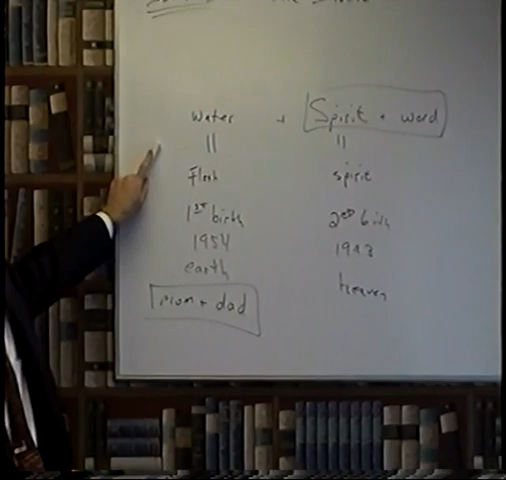 Water + Spirit + word
|| ||
Flesh spirit
1st birth 2nd birth
1954 1973
earth heaven
mom + dad